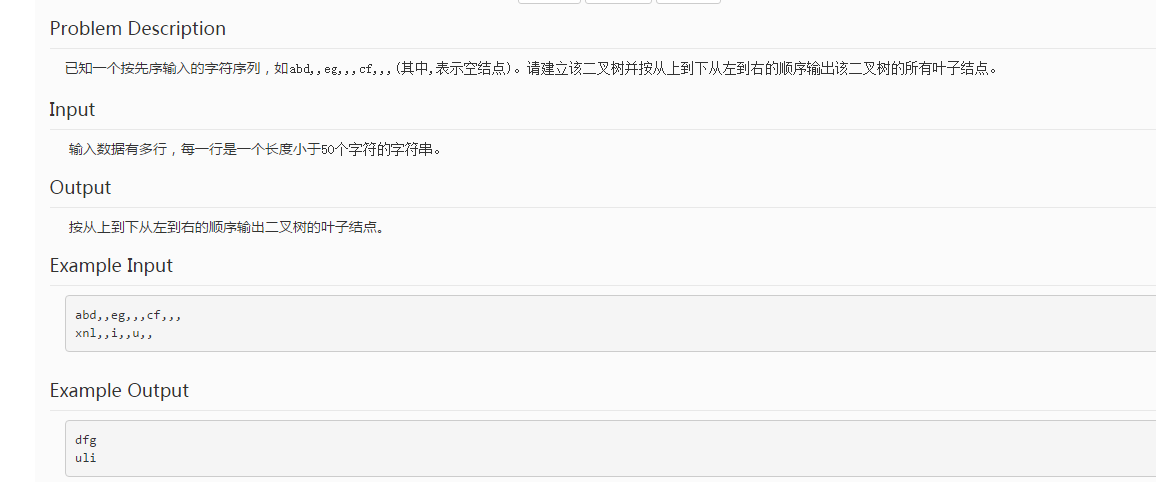 Problem Description
已知一个按先序输入的字符序列，如abd,,eg,,,cf,,,(其中,表示空结点)。请建立该二叉树并按从上到下从左到右的顺序输出该二叉树的所有叶子结点。
Input
输入数据有多行，每一行是一个长度小于50个字符的字符串。
Output
按从上到下从左到右的顺序输出二叉树的叶子结点。
Example Input
abd,,eg,,,cf,,,
xnl,,i,,u,,
Example Output
dfg
uli